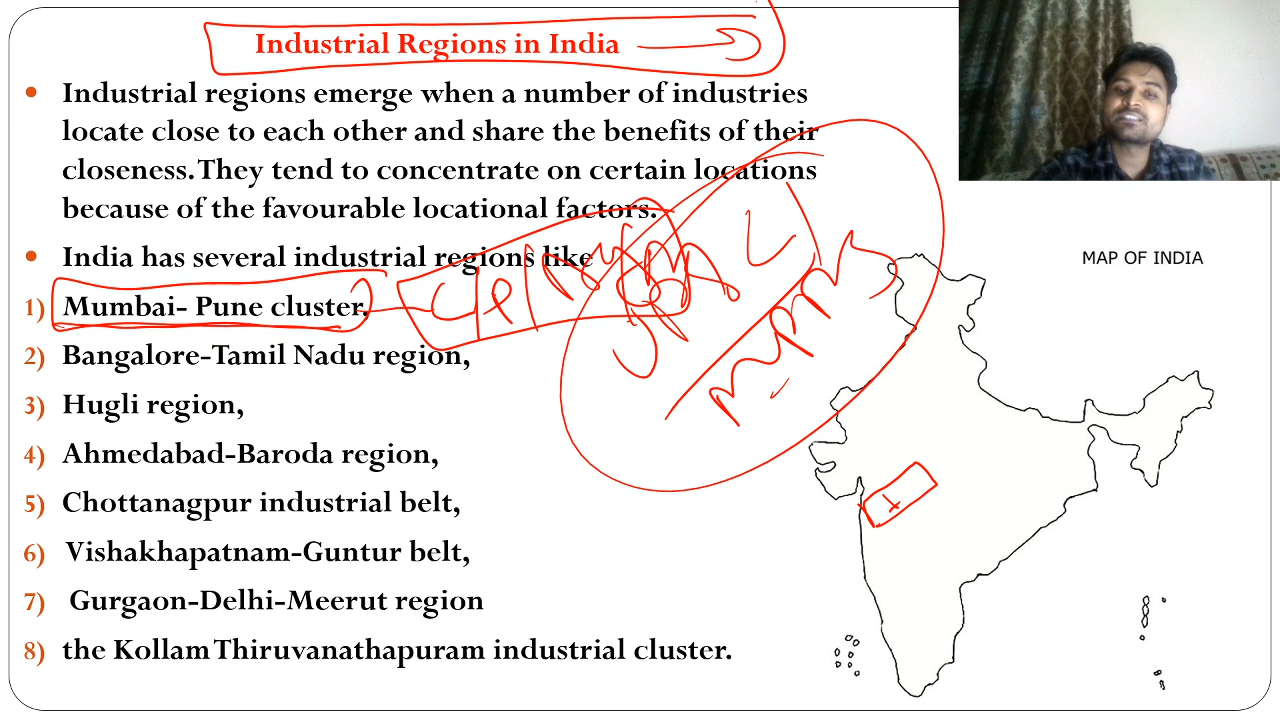 Industrial Regions in India
• Industrial regions emerge when a number of industries
locate close to each other and share the benefits of their
closeness. They tend to concentrate on certain locations
because of the favourable locational factors.
• India has several industrial regions like
MAP OF INDIA
1) Mumbai- Pune cluster.
2) Bangalore-Tamil Nadu region,
3) Hugli region,
4) Ahmedabad-Baroda region,
5) Chottanagpur industrial belt,
6) Vishakhapatnam-Guntur belt,
7) Gurgaon-Delhi-Meerut region
8) the Kollam Thiruvanathapuram industrial cluster.